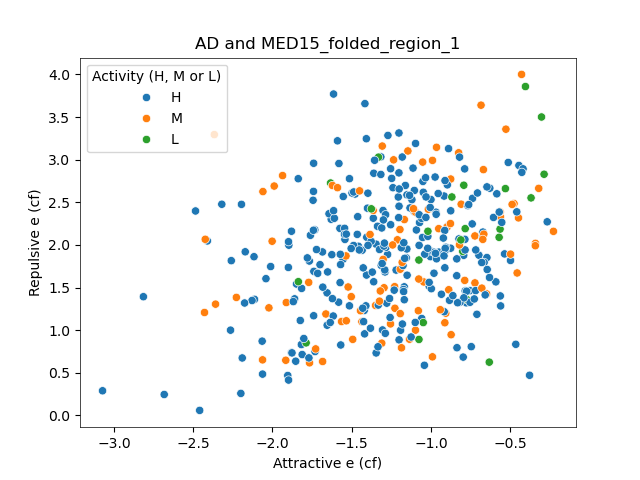 AD and MED15_folded_region_1
Activity (H, M or L)
H
M
L
4.0
3.5
3.0
2.5
2.0
1.5
1.0
0.5
0.0
Repulsive e (cf)
−3.0 −2.5 −2.0 −1.5 −1.0 −0.5
Attractive e (cf)